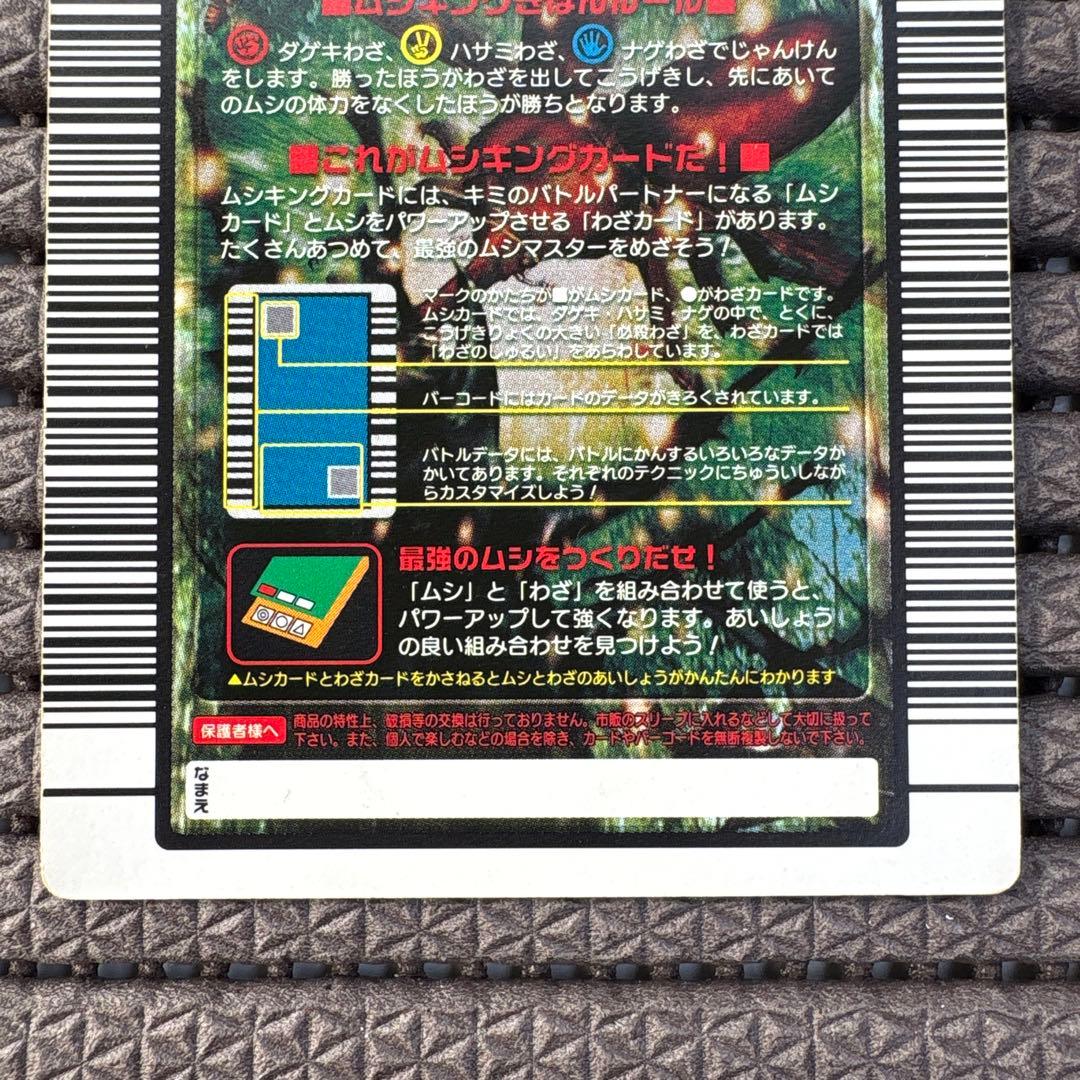 ■ムシキングきほんルール■
ダゲキわざ、ハサミわざ、ナゲわざでじゃんけん
をします。勝ったほうがわざを出してこうげきし、先にあいて
のムシの体力をなくしたほうが勝ちとなります。
■これがムシキングカードだ！■
ムシキングカードには、キミのバトルパートナーになる「ムシ
カード」とムシをパワーアップさせる「わざカード」があります。
たくさんあつめて、最強のムシマスターをめざそう！
マークのかたちが■がムシカード、●がわざカードです。
ムシカードでは、ダゲキ・ハサミ・ナゲの中で、とくに、
こうげきりょくの大きい「必殺わざ」を、わざカードでは
「わざのしゅるい」をあらわしています。
バーコードにはカードのデータがきろくされています。
バトルデータには、バトルにかんするいろいろなデータが
かいてあります。それぞれのテクニックにちゅういしなが
らカスタマイズしよう！
最強のムシをつくりだせ！
「ムシ」と「わざ」を組み合わせて使うと、
パワーアップして強くなります。あいしょう
の良い組み合わせを見つけよう！
▲ムシカードとわざカードをかさねるとムシとわざのあいしょうがかんたんにわかります
保護者様へ 商品の特性上、破損等の交換は行っておりません。市販のスリーブに入れるなどして大切に扱って
下さい。また、個人で楽しむなどの場合を除き、カードやバーコードを無断複製しないで下さい。
なまえ